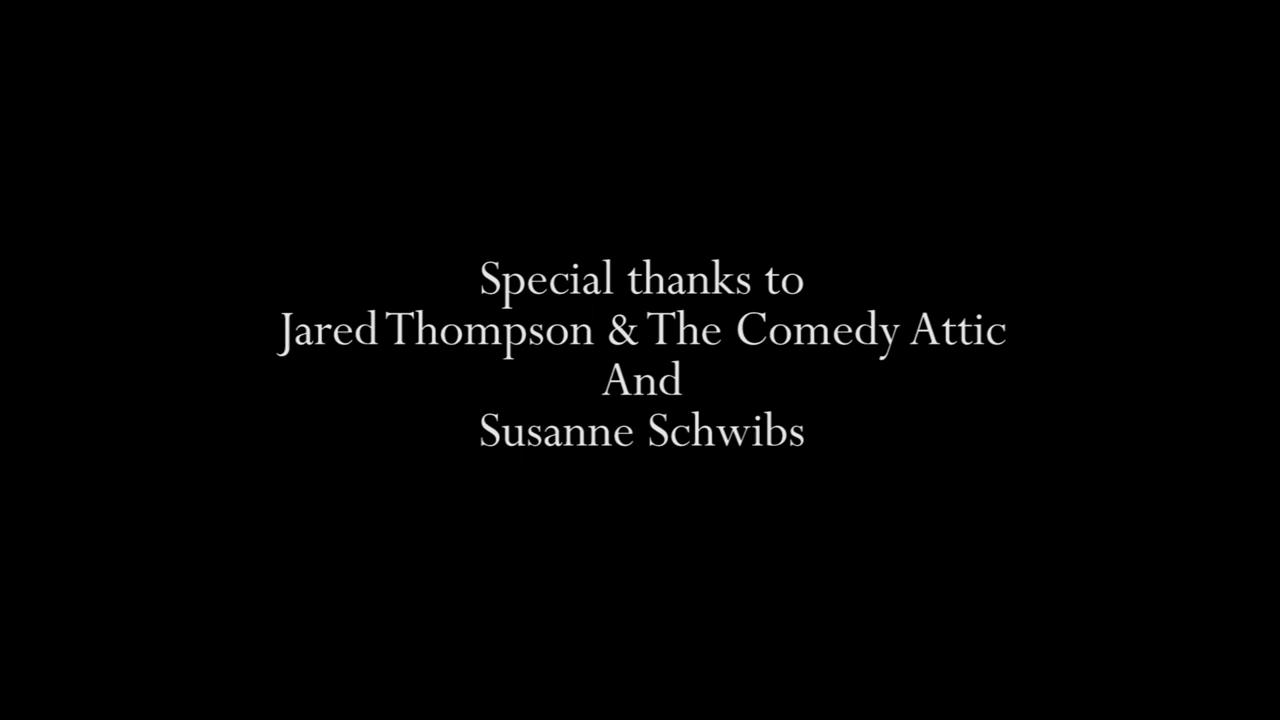 Special thanks to
Jared Thompson & The Comedy Attic
And
Susanne Schwibs